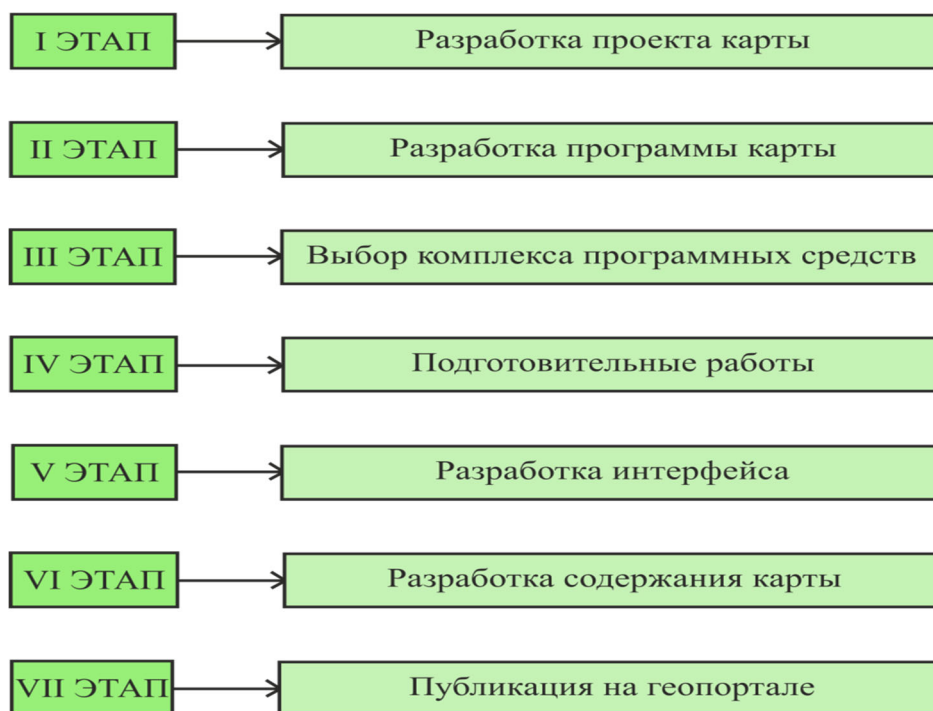 I ЭТАП Разработка проекта карты
II ЭТАП Разработка программы карты
III ЭТАП Выбор комплекса программных средств
IV ЭТАП Подготовительные работы
V ЭТАП Разработка интерфейса
VI ЭТАП Разработка содержания карты
VII ЭТАП Публикация на геопортале